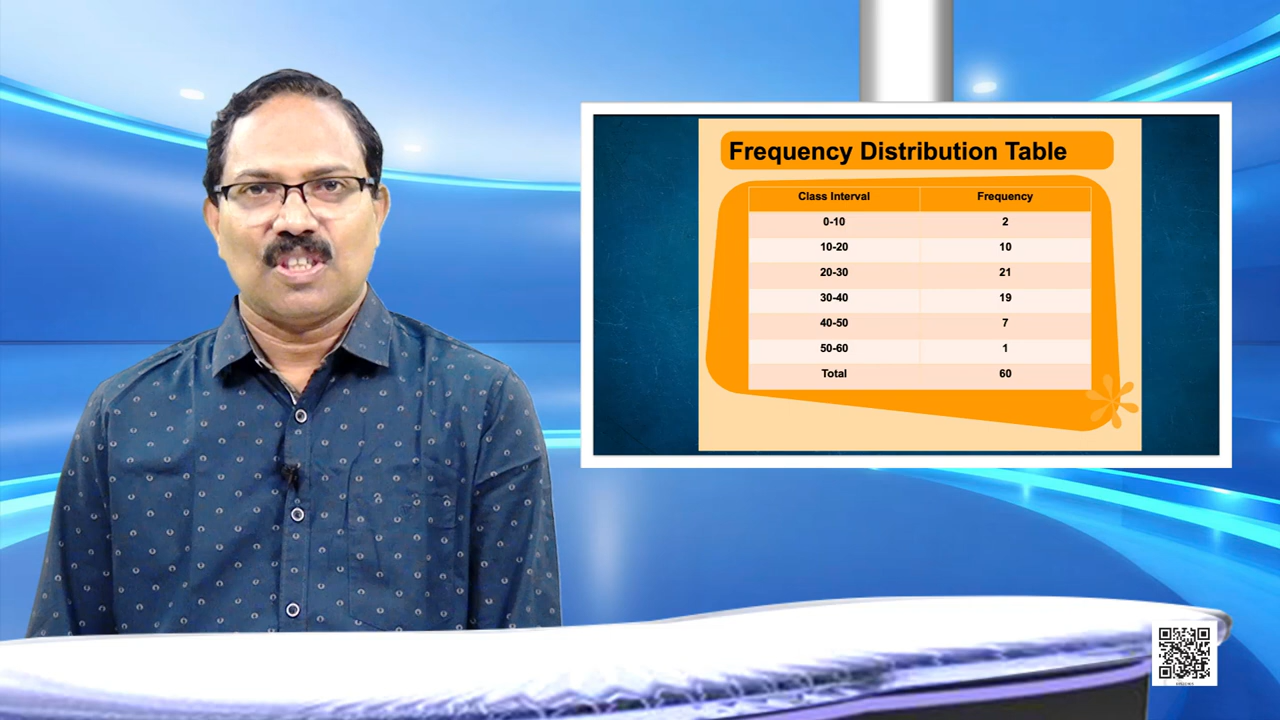 Frequency Distribution Table
Class Interval Frequency
0-10 2
10-20 10
20-30 21
30-40 19
40-50 7
50-60 1
Total 60